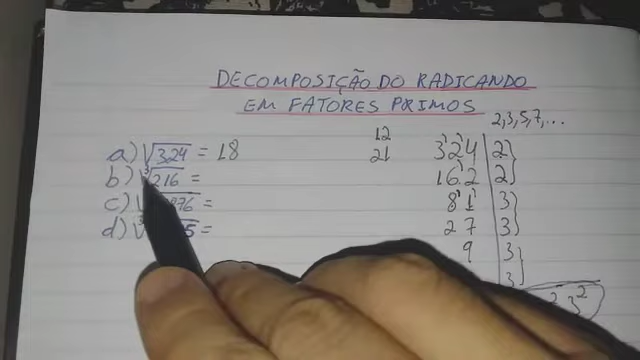 DECOMPOSIÇÃO DO RADICANDO
EM FATORES PRIMOS
2,3,5,7,...
a) √324 = 18
b) ∛216 =
c) =
d) =
12
21
324 2
162 2
81 3
27 3
9 3
3